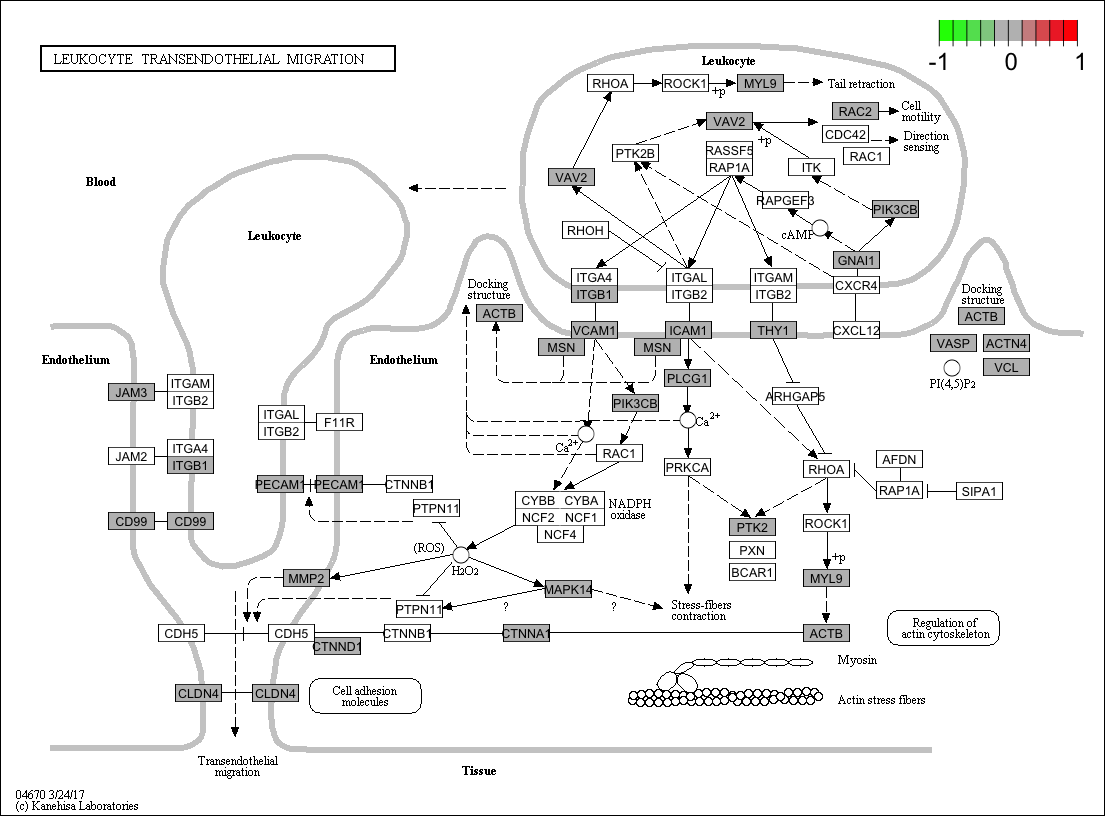 LEUKOCYTE TRANSENDOTHELIAL MIGRATION
-1 0 1
Leukocyte
RHOA
ROCK1
+p
MYL9
Tail retraction
VAV2
+p
RAC2
Cell
motility
CDC42
Direction
sensing
RAC1
PTK2B
RASSF5
RAP1A
ITK
VAV2
RAPGEF3
PIK3CB
cAMP
RHOH
GNAI1
ITGA4
ITGB1
ITGAL
ITGB2
ITGAM
ITGB2
CXCR4
Blood
Leukocyte
Docking
structure
ACTB
VCAM1
ICAM1
THY1
CXCL12
MSN
MSN
Docking
structure
ACTB
VASP
ACTN4
PI(4,5)P2
VCL
Endothelium
Endothelium
PLCG1
PIK3CB
ARHGAP5
Ca2+
Ca2+
RAC1
PRKCA
RHOA
AFDN
RAP1A
SIPA1
JAM3
ITGAM
ITGB2
JAM2
ITGA4
ITGB1
ITGAL
ITGB2
F11R
PECAM1
PECAM1
CTNNB1
CD99
CD99
PTPN11
CYBB CYBA
NCF2 NCF1
NCF4
NADPH
oxidase
PTK2
PXN
BCAR1
ROCK1
+p
MYL9
(ROS)
H2O2
MMP2
MAPK14
PTPN11
?
?
Stress-fibers
contraction
CDH5
CDH5
CTNND1
CTNNB1
CTNNA1
ACTB
Regulation of
actin cytoskeleton
CLDN4
CLDN4
Cell adhesion
molecules
Myosin
Actin stress fibers
Transendothelial
migration
Tissue
04670 3/24/17
(c) Kanehisa Laboratories